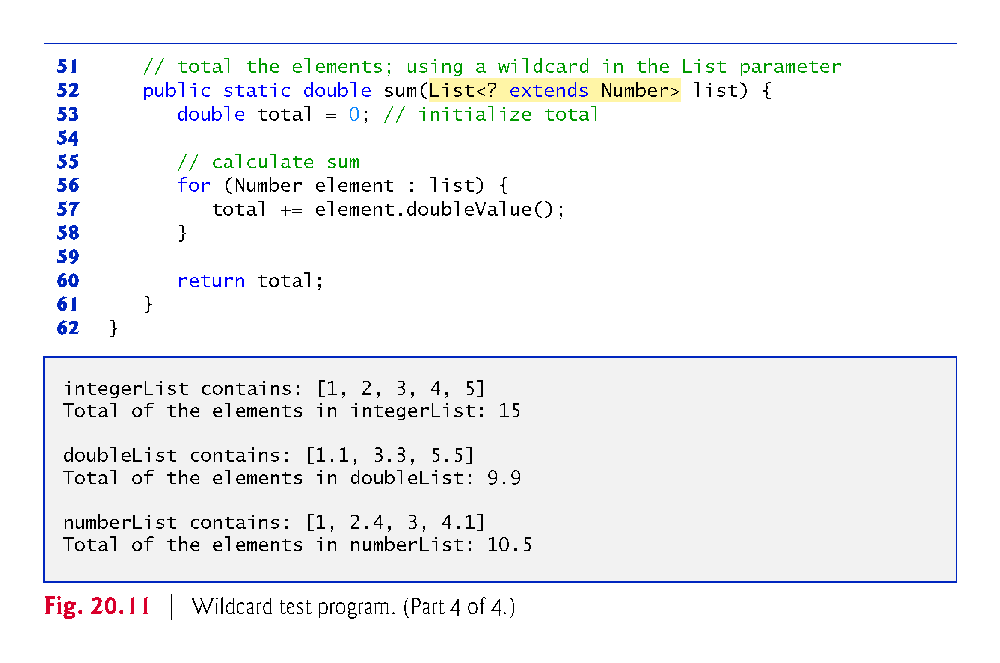 51 // total the elements; using a wildcard in the List parameter
52 public static double sum(List<? extends Number> list) {
53 double total = 0; // initialize total
54
55 // calculate sum
56 for (Number element : list) {
57 total += element.doubleValue();
58 }
59
60 return total;
61 }
62 }
integerList contains: [1, 2, 3, 4, 5]
Total of the elements in integerList: 15
doubleList contains: [1.1, 3.3, 5.5]
Total of the elements in doubleList: 9.9
numberList contains: [1, 2.4, 3, 4.1]
Total of the elements in numberList: 10.5
Fig. 20.11 | Wildcard test program. (Part 4 of 4.)